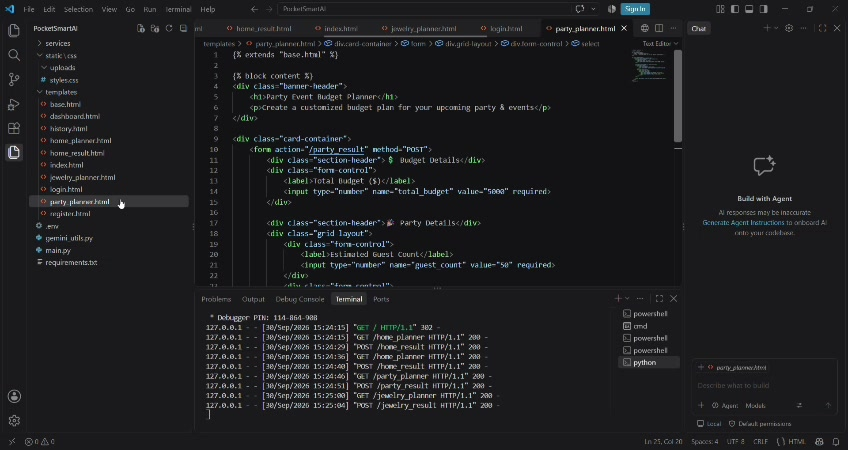 File Edit Selection View Go Run Terminal Help
PocketSmartAI
Sign In
PocketSmartAI
services
static \ css
uploads
styles.css
templates
base.html
dashboard.html
history.html
home_planner.html
home_result.html
index.html
jewelry_planner.html
login.html
party_planner.html
register.html
.env
gemini_utils.py
main.py
requirements.txt
ml home_result.html index.html jewelry_planner.html login.html party_planner.html
templates > party_planner.html > div.card-container > form > div.grid-layout > div.form-control > select
Text Editor
1 {% extends "base.html" %}
2
3 {% block content %}
4 <div class="banner-header">
5 <h1>Party Event Budget Planner</h1>
6 <p>Create a customized budget plan for your upcoming party & events</p>
7 </div>
8
9 <div class="card-container">
10 <form action="/party_result" method="POST">
11 <div class="section-header">💲 Budget Details</div>
12 <div class="form-control">
13 <label>Total Budget ($)</label>
14 <input type="number" name="total_budget" value="5000" required>
15 </div>
16
17 <div class="section-header">🎉 Party Details</div>
18 <div class="grid-layout">
19 <div class="form-control">
20 <label>Estimated Guest Count</label>
21 <input type="number" name="guest_count" value="50" required>
22 </div>
23 <div class="form-control">
Problems Output Debug Console Terminal Ports
* Debugger PIN: 114-864-908
127.0.0.1 - - [30/Sep/2026 15:24:15] "GET / HTTP/1.1" 302 -
127.0.0.1 - - [30/Sep/2026 15:24:15] "GET /home_planner HTTP/1.1" 200 -
127.0.0.1 - - [30/Sep/2026 15:24:29] "POST /home_result HTTP/1.1" 200 -
127.0.0.1 - - [30/Sep/2026 15:24:36] "GET /home_planner HTTP/1.1" 200 -
127.0.0.1 - - [30/Sep/2026 15:24:40] "POST /home_result HTTP/1.1" 200 -
127.0.0.1 - - [30/Sep/2026 15:24:46] "GET /party_planner HTTP/1.1" 200 -
127.0.0.1 - - [30/Sep/2026 15:24:51] "POST /party_result HTTP/1.1" 200 -
127.0.0.1 - - [30/Sep/2026 15:25:00] "GET /jewelry_planner HTTP/1.1" 200 -
127.0.0.1 - - [30/Sep/2026 15:25:04] "POST /jewelry_result HTTP/1.1" 200 -
powershell
cmd
powershell
powershell
python
Chat
Build with Agent
AI responses may be inaccurate
Generate Agent Instructions to onboard AI
onto your codebase.
party_planner.html
Describe what to build
Agent Models
Local Default permissions
0 0
Ln 25, Col 20 Spaces: 4 UTF-8 CRLF HTML